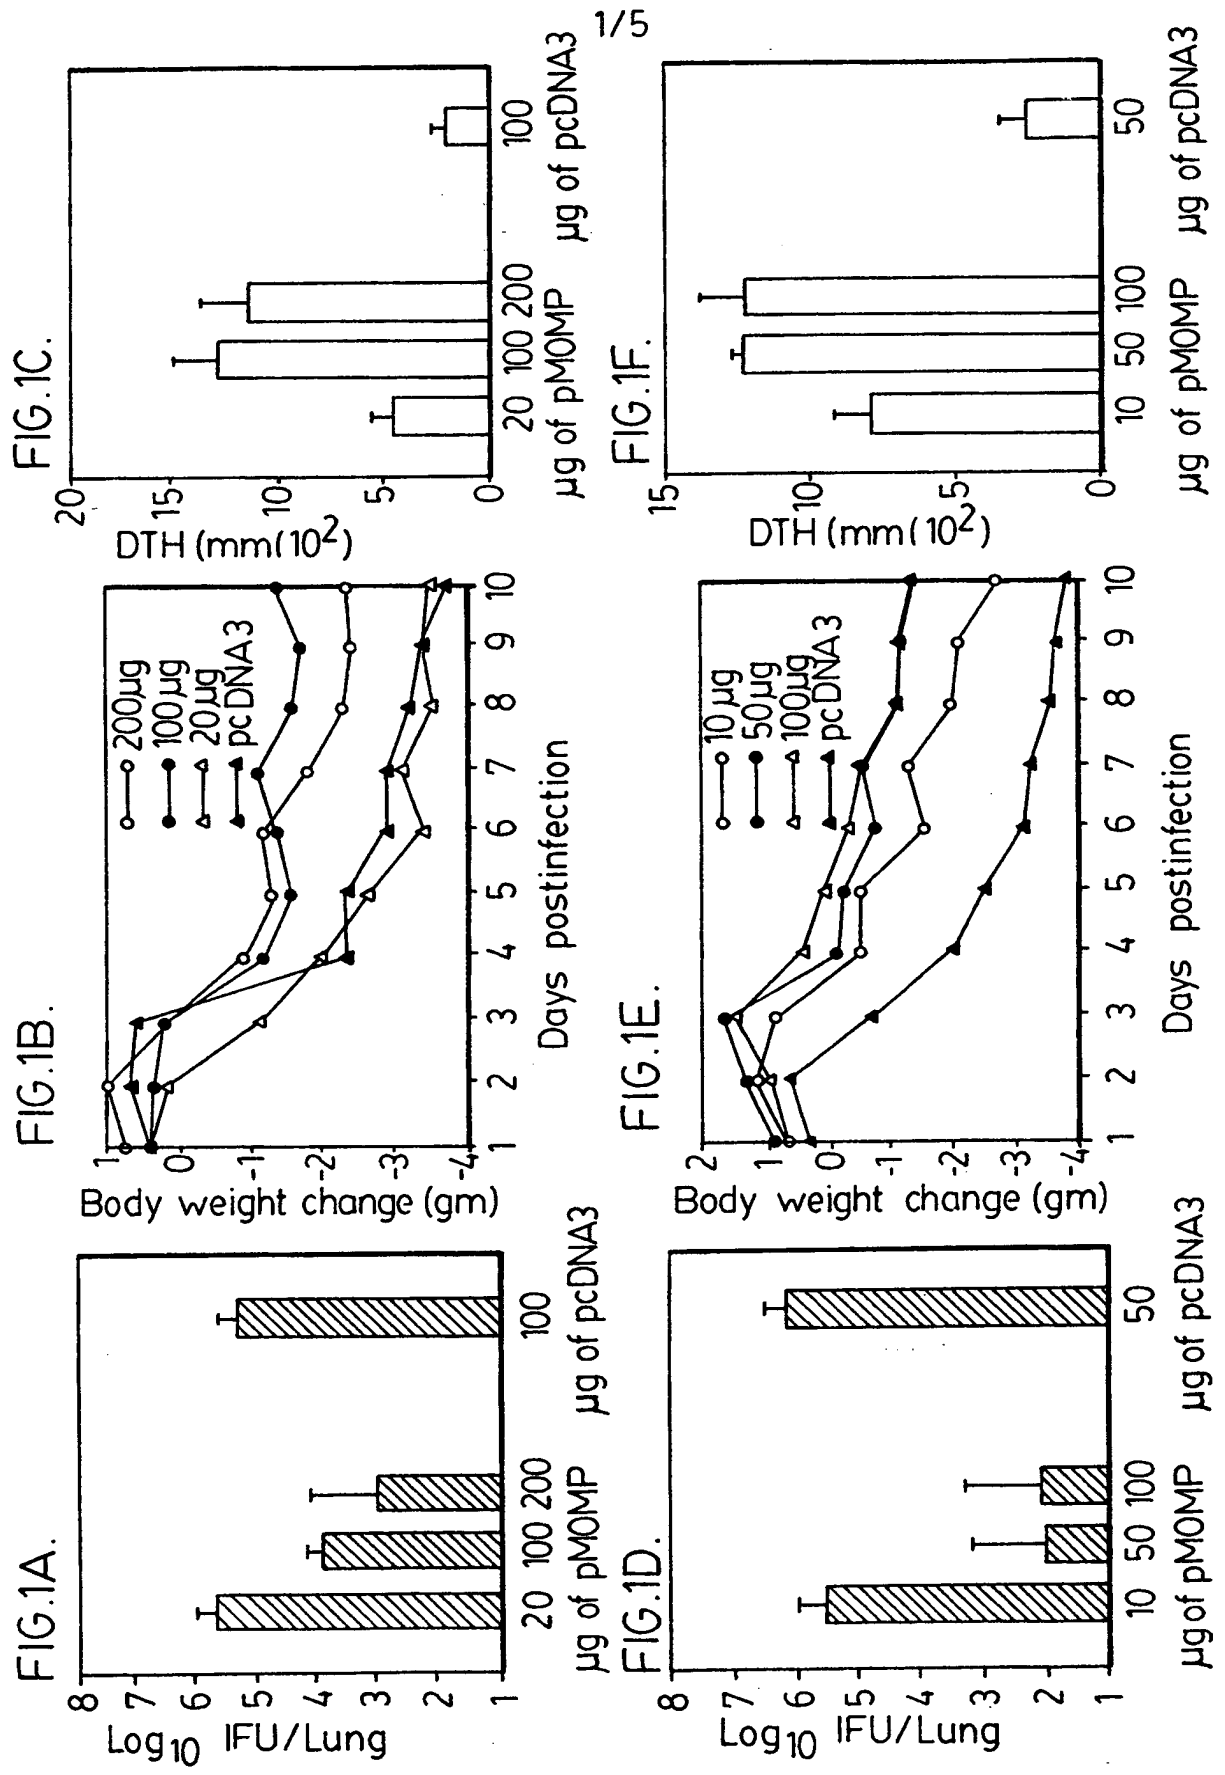 1/5
FIG.1A.
8
7
6
5
4
3
2
1
Log10 IFU/Lung
20 100 200 100
µg of pMOMP µg of pcDNA3
FIG.1B.
1
0
-1
-2
-3
-4
Body weight change (gm)
200µg
100µg
20µg
pcDNA3
1 2 3 4 5 6 7 8 9 10
Days postinfection
FIG.1C.
20
15
10
5
0
DTH (mm(10²)
20 100 200 100
µg of pMOMP µg of pcDNA3
FIG.1D.
8
7
6
5
4
3
2
1
Log10 IFU/Lung
10 50 100 50
µg of pMOMP µg of pcDNA3
FIG.1E.
2
1
0
-1
-2
-3
-4
Body weight change (gm)
10µg
50µg
100µg
pcDNA3
1 2 3 4 5 6 7 8 9 10
Days postinfection
FIG.1F.
15
10
5
0
DTH (mm(10²)
10 50 100 50
µg of pMOMP µg of pcDNA3